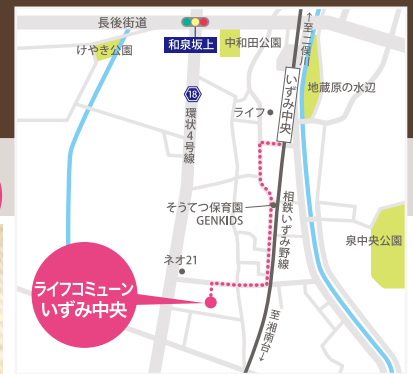 長後街道
和泉坂上
中和田公園
けやき公園
↑至二俣川
いずみ中央
地蔵原の水辺
18
環状4号線
ライフ
そうてつ保育園
GENKIDS
相鉄いずみ野線
泉中央公園
ネオ21
ライフコミューン
いずみ中央
至湘南台→